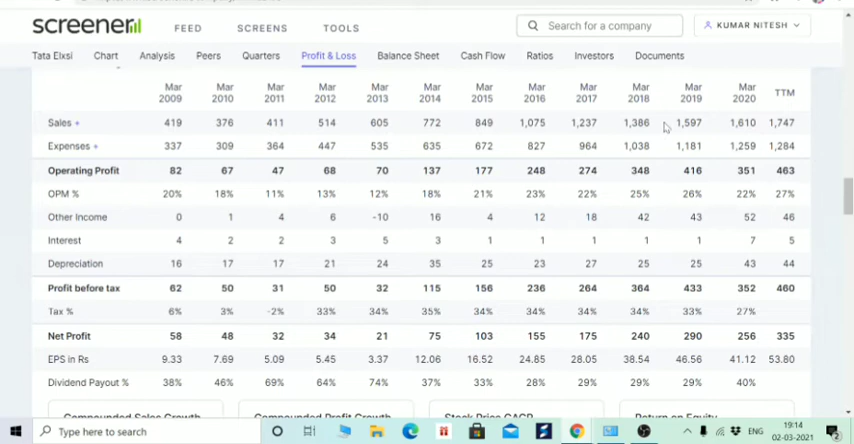 screener
FEED SCREENS TOOLS
Search for a company
KUMAR NITESH
Tata Elxsi Chart Analysis Peers Quarters Profit & Loss Balance Sheet Cash Flow Ratios Investors Documents
Mar 2009 Mar 2010 Mar 2011 Mar 2012 Mar 2013 Mar 2014 Mar 2015 Mar 2016 Mar 2017 Mar 2018 Mar 2019 Mar 2020 TTM
Sales + 419 376 411 514 605 772 849 1,075 1,237 1,386 1,597 1,610 1,747
Expenses + 337 309 364 447 535 635 672 827 964 1,038 1,181 1,259 1,284
Operating Profit 82 67 47 68 70 137 177 248 274 348 416 351 463
OPM % 20% 18% 11% 13% 12% 18% 21% 23% 22% 25% 26% 22% 27%
Other Income 0 1 4 6 -10 16 4 12 18 42 43 52 46
Interest 4 2 2 3 5 3 1 1 1 1 1 7 5
Depreciation 16 17 17 21 24 35 25 23 27 25 25 43 44
Profit before tax 62 50 31 50 32 115 156 236 264 364 433 352 460
Tax % 6% 3% -2% 33% 34% 35% 34% 34% 34% 34% 33% 27%
Net Profit 58 48 32 34 21 75 103 155 175 240 290 256 335
EPS in Rs 9.33 7.69 5.09 5.45 3.37 12.06 16.52 24.85 28.05 38.54 46.56 41.12 53.80
Dividend Payout % 38% 46% 69% 64% 74% 37% 33% 28% 29% 29% 29% 40%
Compounded Sales Growth Compounded Profit Growth Stock Price CAGR Return on Equity
Type here to search
ENG
19:14
02-03-2021
2